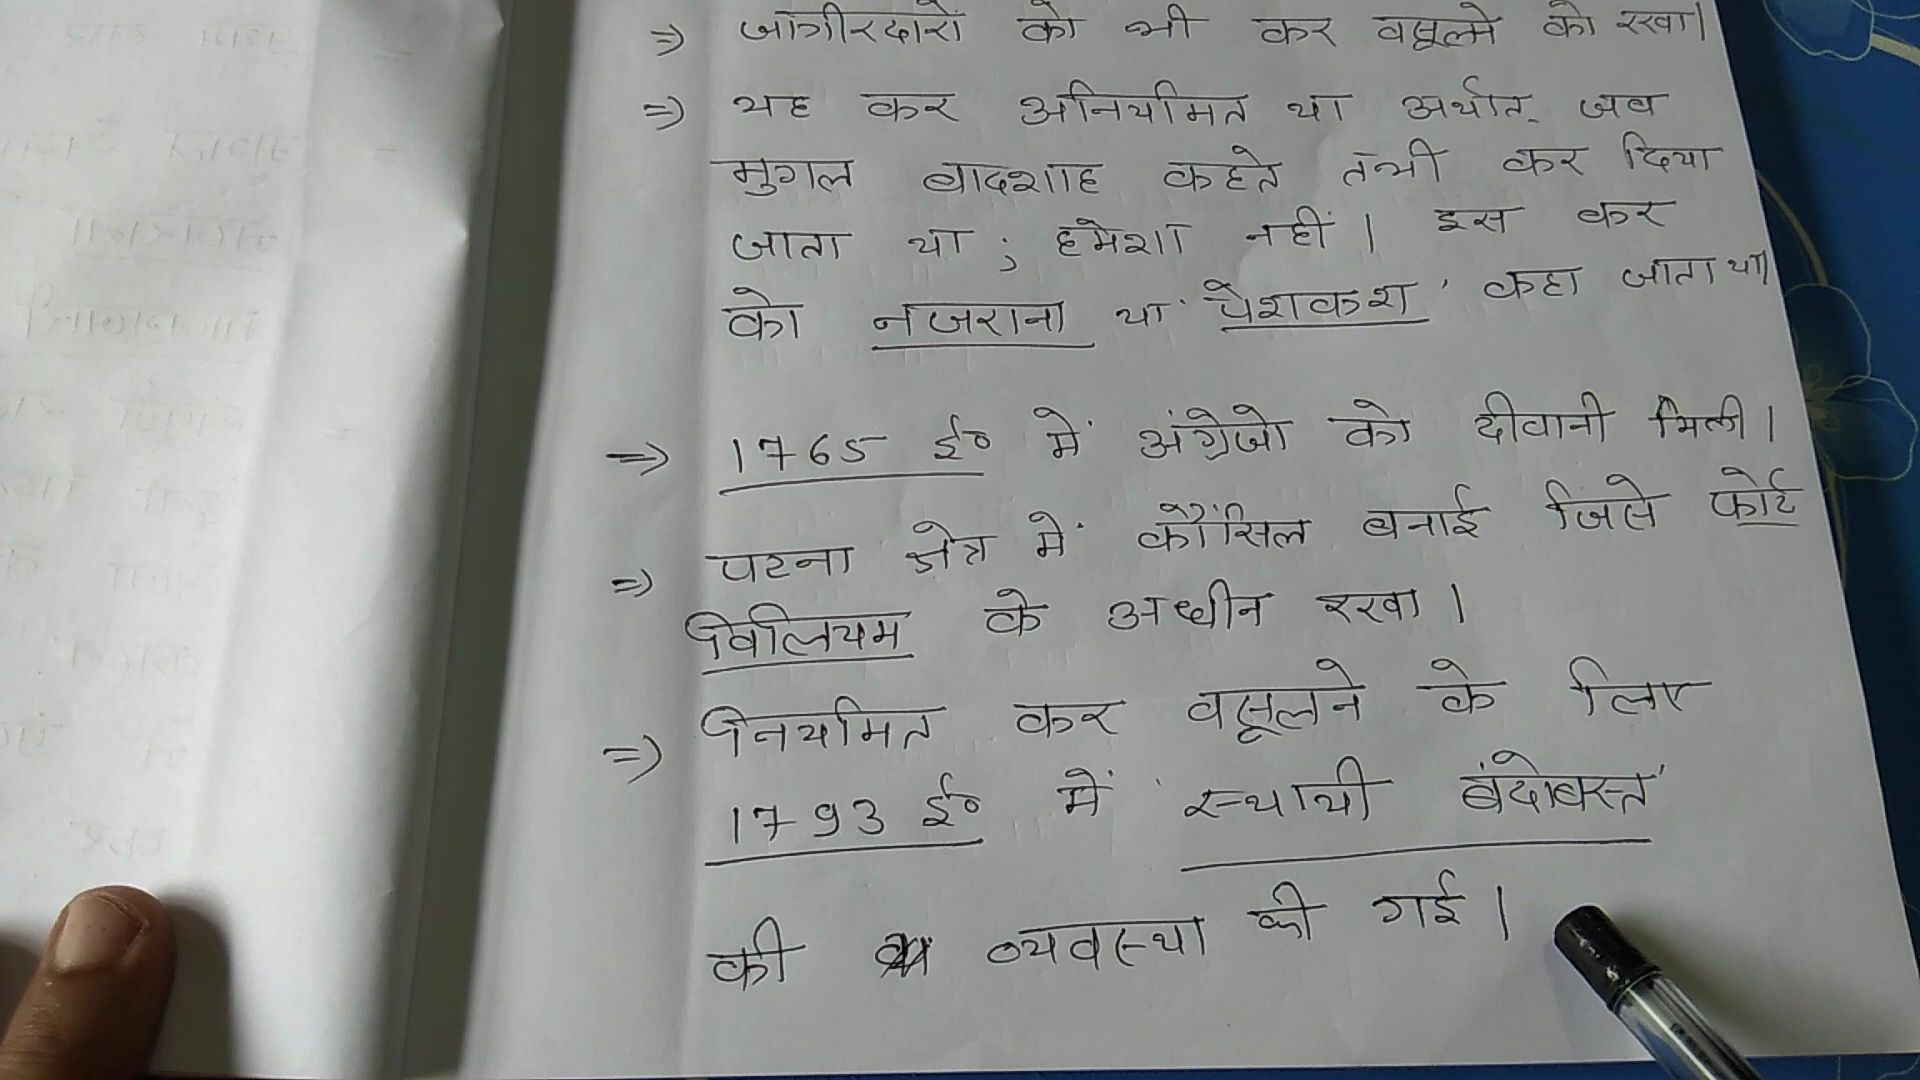 ⇒ जागीरदारों को भी कर वसूलने को रखा।
⇒ यह कर अनियमित था अर्थात् जब
मुगल बादशाह कहते तभी कर दिया
जाता था ; हमेशा नहीं। इस कर
को नजराना या 'पेशकश' कहा जाता था।
⇒ 1765 ई० में अंग्रेजो को दीवानी मिली।
⇒ पटना क्षेत्र में कौंसिल बनाई जिसे फोर्ट
विलियम के अधीन रखा।
⇒ नियमित कर वसूलने के लिए
1793 ई० में 'स्थायी बंदोबस्त'
की व्यवस्था की गई।